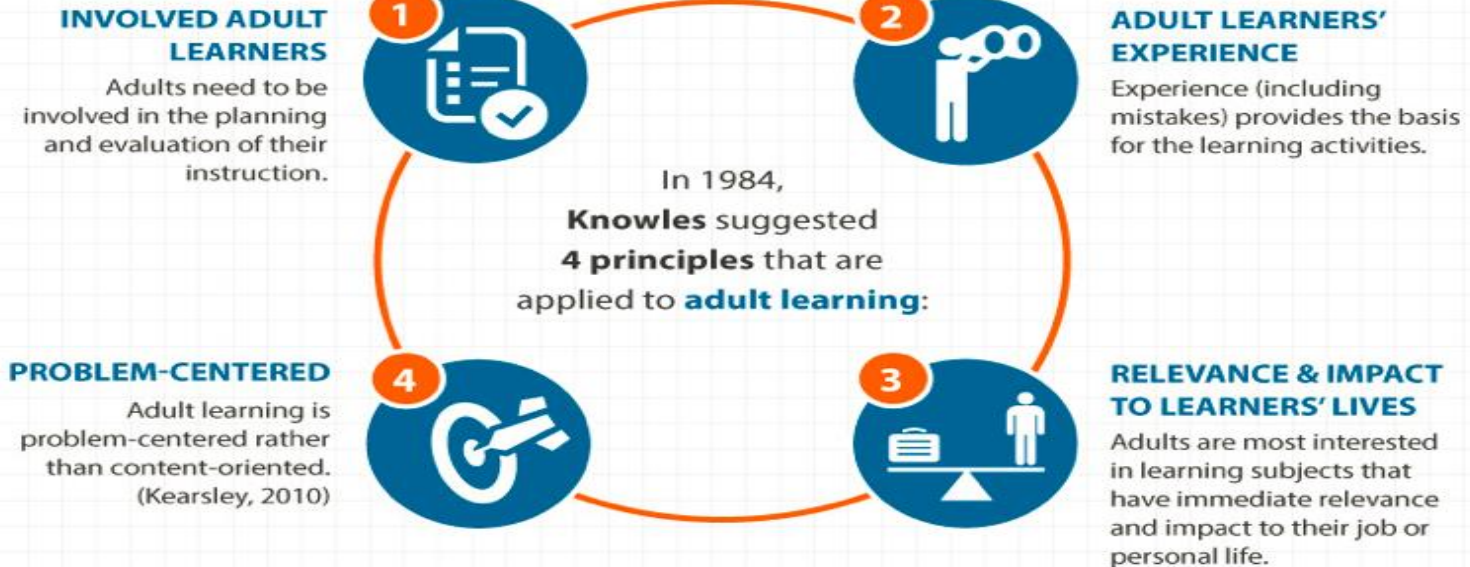 1
INVOLVED ADULT
LEARNERS
Adults need to be
involved in the planning
and evaluation of their
instruction.
2
ADULT LEARNERS’
EXPERIENCE
Experience (including
mistakes) provides the basis
for the learning activities.
In 1984,
Knowles suggested
4 principles that are
applied to adult learning:
3
RELEVANCE & IMPACT
TO LEARNERS’ LIVES
Adults are most interested
in learning subjects that
have immediate relevance
and impact to their job or
personal life.
4
PROBLEM-CENTERED
Adult learning is
problem-centered rather
than content-oriented.
(Kearsley, 2010)